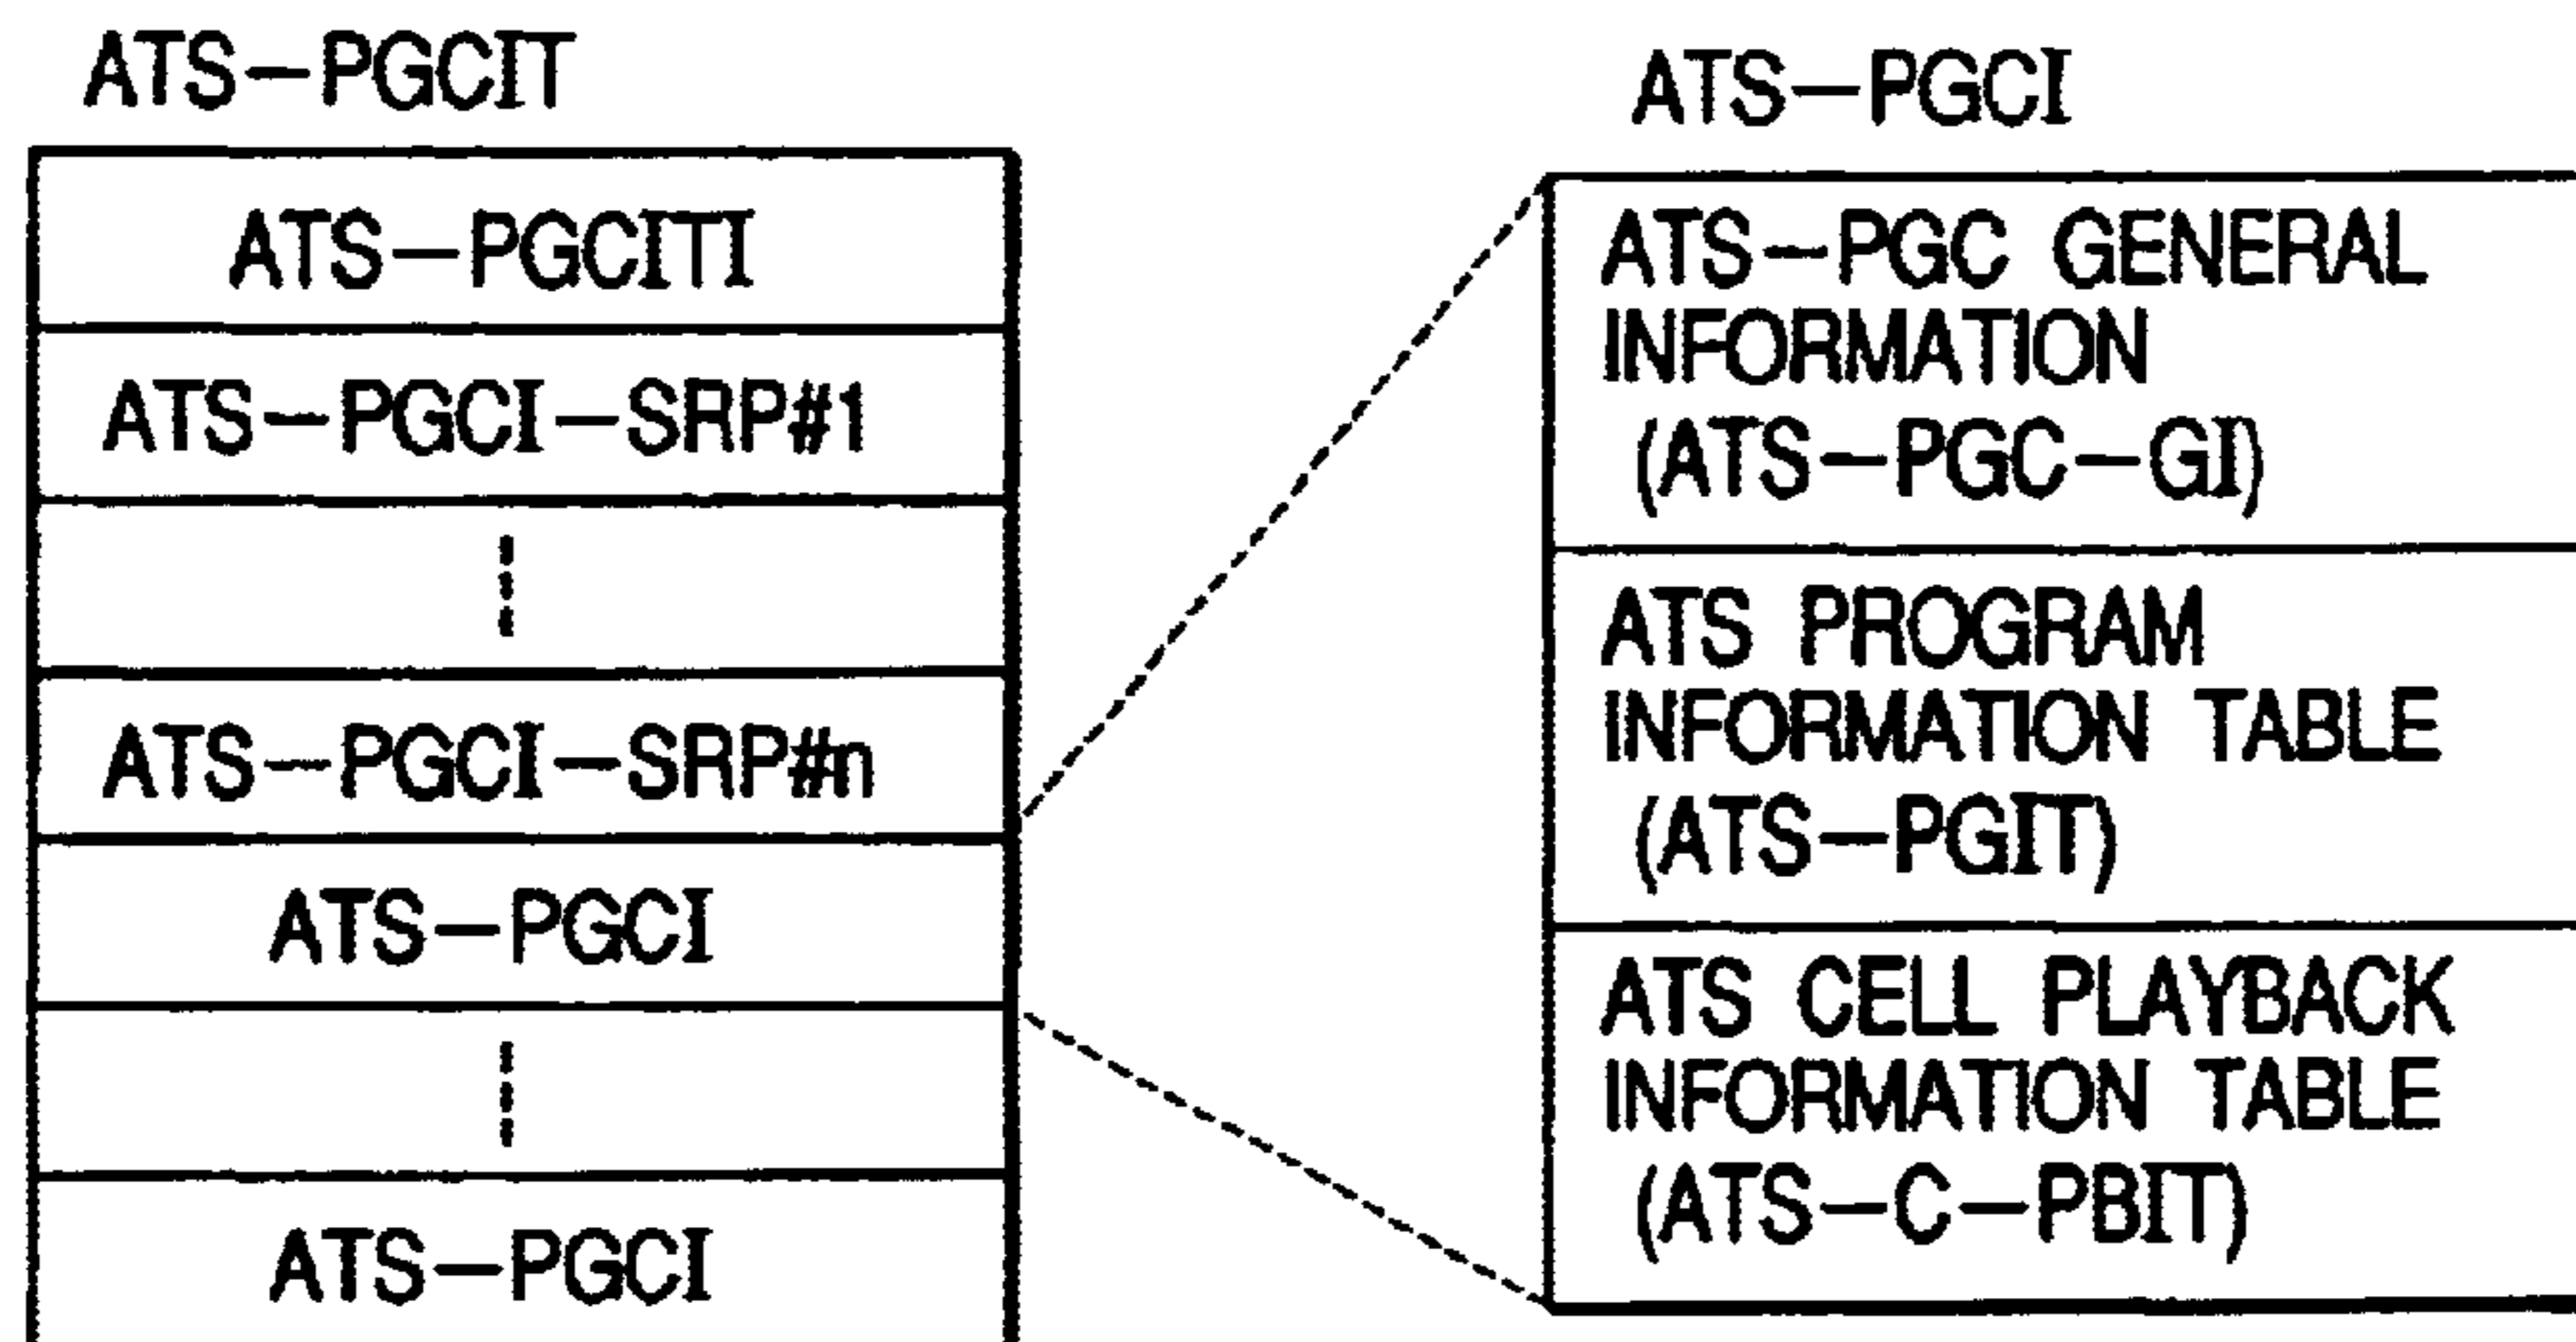 ATS-PGCIT
ATS-PGCITI
ATS-PGCI-SRP#1
ATS-PGCI-SRP#n
ATS-PGCI
ATS-PGCI
ATS-PGCI
ATS-PGC GENERAL
INFORMATION
(ATS-PGC-GI)
ATS PROGRAM
INFORMATION TABLE
(ATS-PGIT)
ATS CELL PLAYBACK
INFORMATION TABLE
(ATS-C-PBIT)